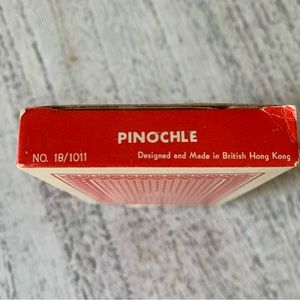 PINOCHLE
NO. 18/1011 Designed and Made in British Hong Kong